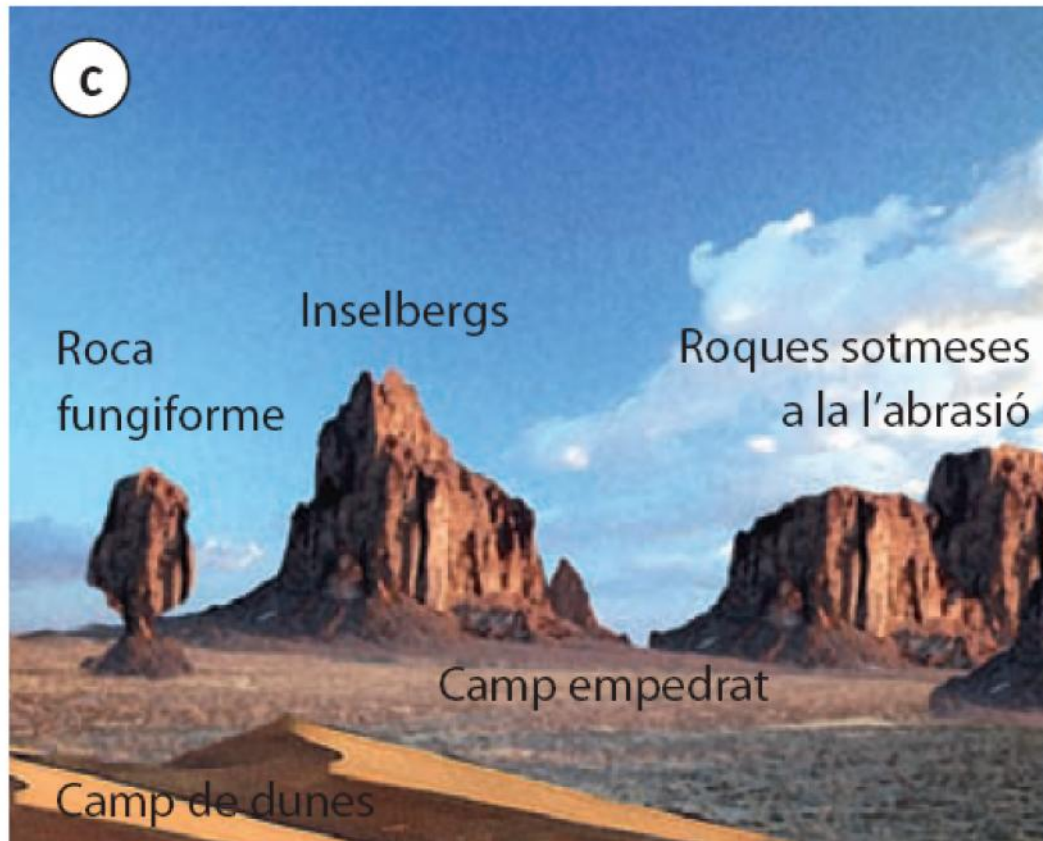 c
Inselbergs
Roca
fungiforme
Roques sotmeses
a la l'abrasió
Camp empedrat
Camp de dunes